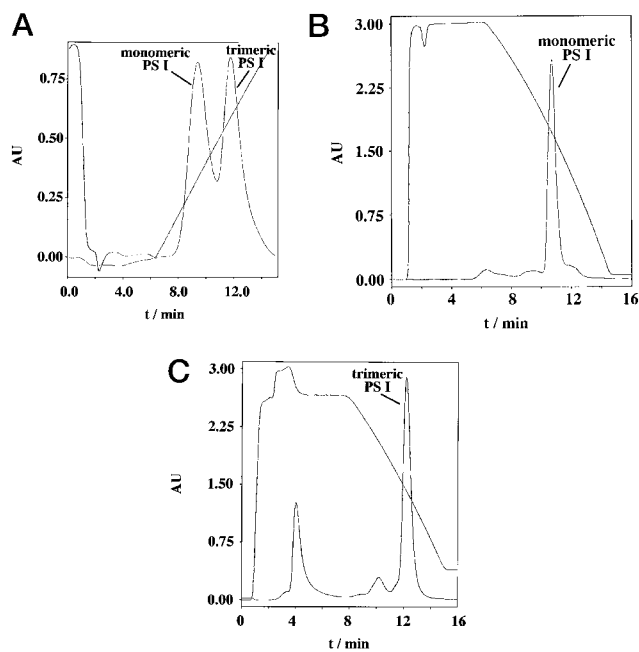 A
monomeric
PS I
trimeric
PS I
0.75
0.50
0.25
0.00
AU
0.0
4.0
8.0
12.0
t / min
B
monomeric
PS I
3.00
2.25
1.50
0.75
0.00
AU
0
4
8
12
16
t / min
C
trimeric
PS I
3.00
2.25
1.50
0.75
0.00
AU
0
4
8
12
16
t / min